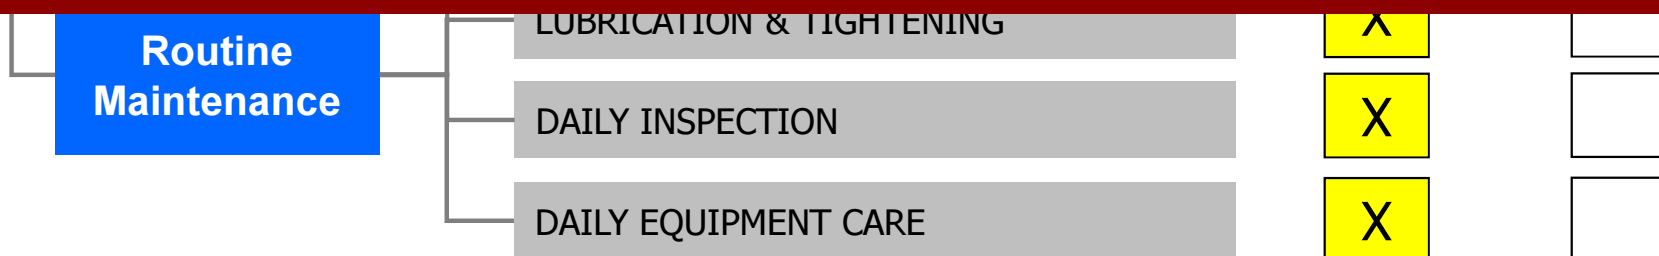 LUBRICATION & TIGHTENING X
Routine
Maintenance
DAILY INSPECTION X
DAILY EQUIPMENT CARE X